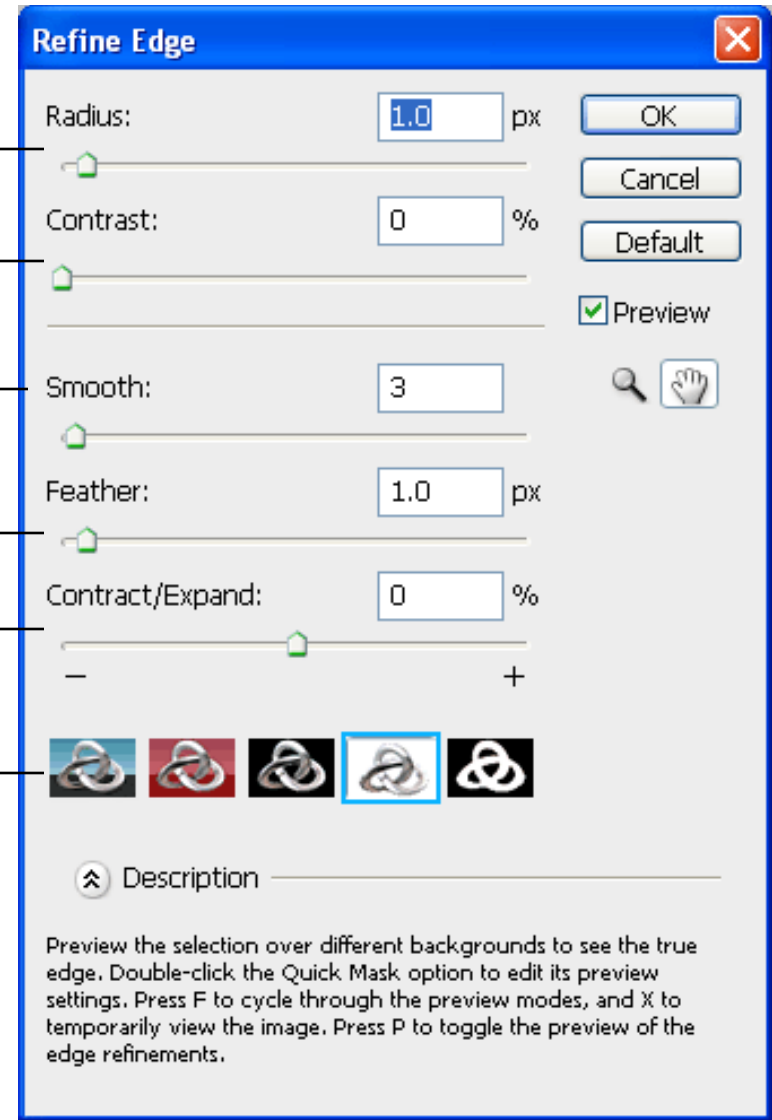 Refine Edge
Radius: 1.0 px
OK
Cancel
Contrast: 0 %
Default
Preview
Smooth: 3
Feather: 1.0 px
Contract/Expand: 0 %
− +
Description
Preview the selection over different backgrounds to see the true
edge. Double-click the Quick Mask option to edit its preview
settings. Press F to cycle through the preview modes, and X to
temporarily view the image. Press P to toggle the preview of the
edge refinements.